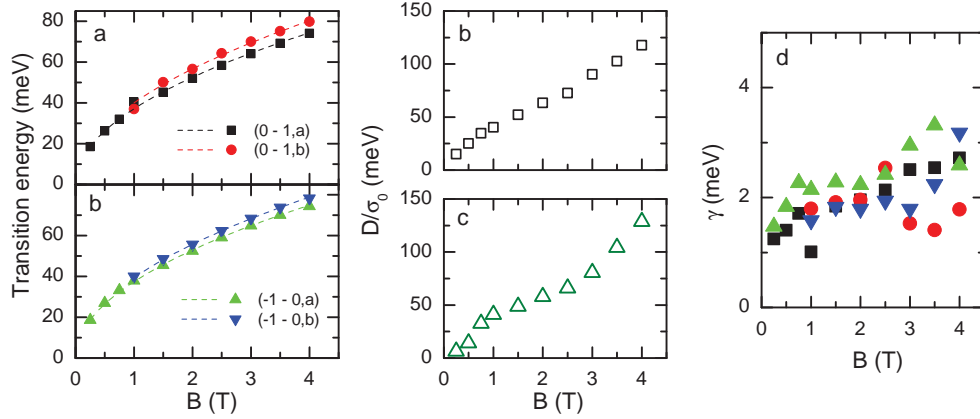 Transition energy (meV)
80
60
40
20
0
a
(0 - 1,a)
(0 - 1,b)
80
60
40
20
0
b
(-1 - 0,a)
(-1 - 0,b)
0 1 2 3 4
B (T)
D/σ0 (meV)
150
100
50
0
b
150
100
50
0
c
0 1 2 3 4
B (T)
γ (meV)
4
2
0
d
0 1 2 3 4
B (T)